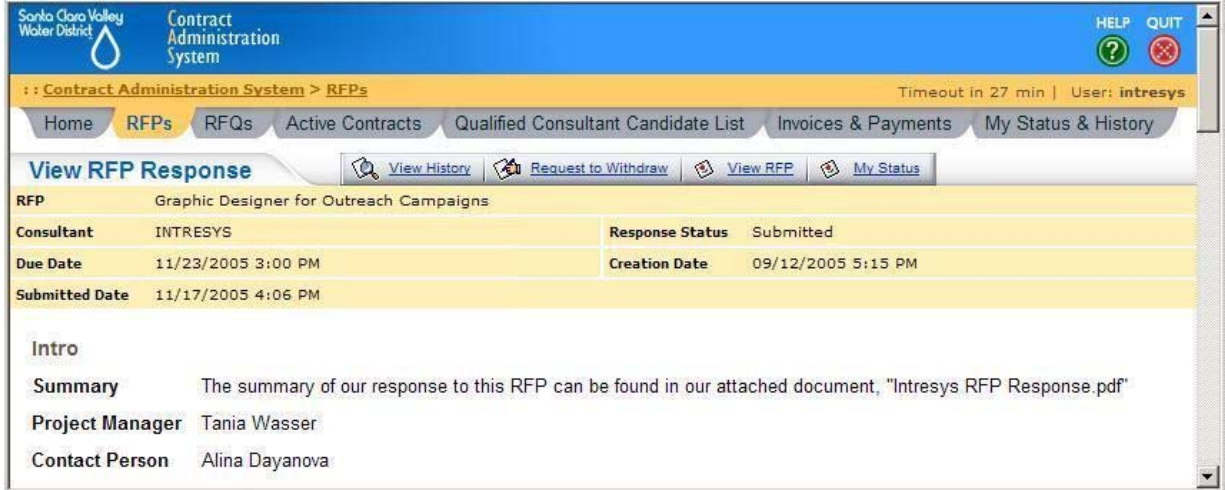 Santa Clara Valley
Water District
Contract
Administration
System
HELP QUIT
: : Contract Administration System > RFPs
Timeout in 27 min | User: intresys
Home RFPs RFQs Active Contracts Qualified Consultant Candidate List Invoices & Payments My Status & History
View RFP Response View History Request to Withdraw View RFP My Status
RFP Graphic Designer for Outreach Campaigns
Consultant INTRESYS Response Status Submitted
Due Date 11/23/2005 3:00 PM Creation Date 09/12/2005 5:15 PM
Submitted Date 11/17/2005 4:06 PM
Intro
Summary The summary of our response to this RFP can be found in our attached document, "Intresys RFP Response.pdf"
Project Manager Tania Wasser
Contact Person Alina Dayanova